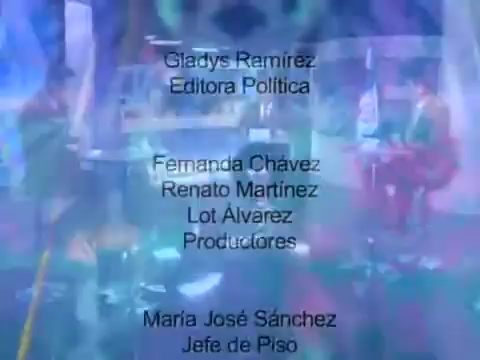 Gladys Ramírez
Editora Política
Fernanda Chávez
Renato Martínez
Lot Álvarez
Productores
María José Sánchez
Jefe de Piso